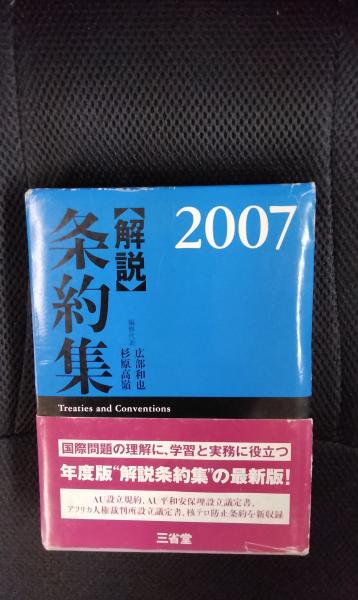 2007
【解説】
条約集
編修代表
広部和也
杉原高嶺
Treaties and Conventions
国際問題の理解に、学習と実務に役立つ
年度版“解説条約集”の最新版!
AU設立規約、AU平和安保理設立議定書、
アフリカ人権裁判所設立議定書、核テロ防止条約を新収録
三省堂